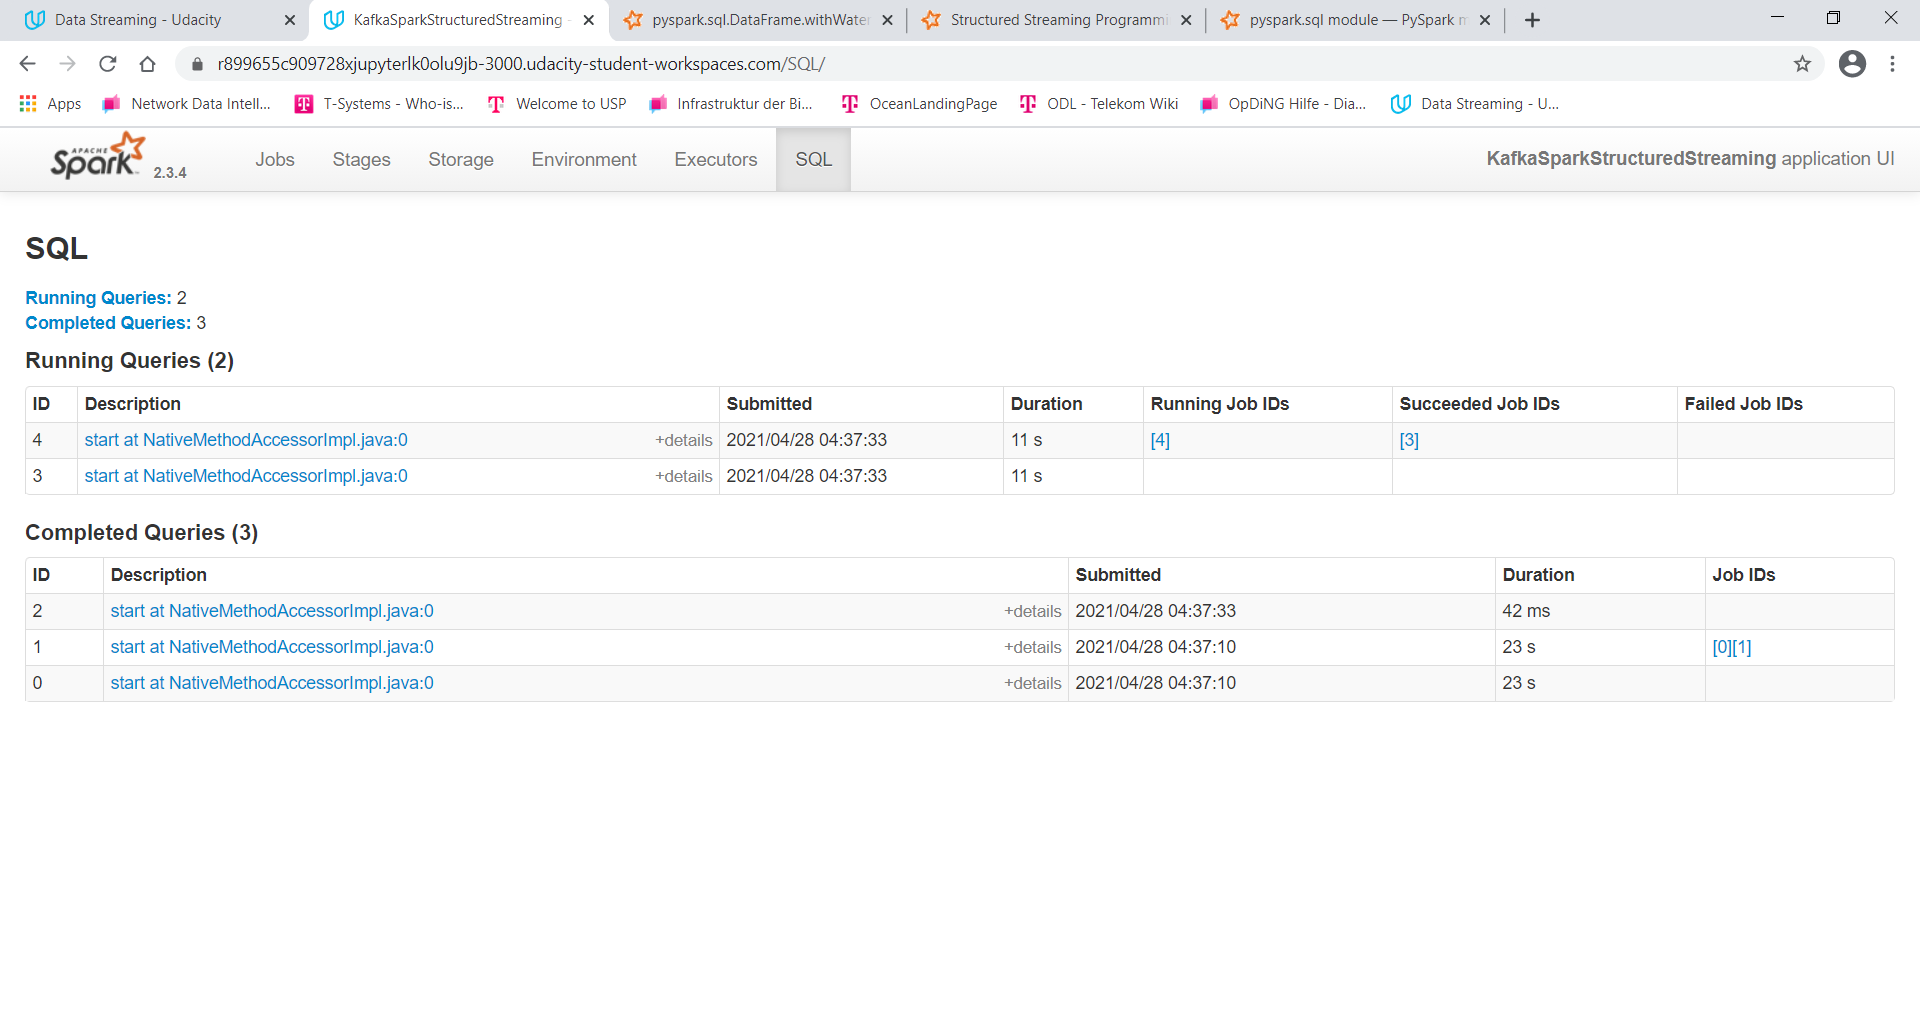 Data Streaming - Udacity
KafkaSparkStructuredStreaming -
pyspark.sql.DataFrame.withWater
Structured Streaming Programmi
pyspark.sql module — PySpark m
r899655c909728xjupyterlk0olu9jb-3000.udacity-student-workspaces.com/SQL/
Apps
Network Data Intell...
T-Systems - Who-is...
Welcome to USP
Infrastruktur der Bi...
OceanLandingPage
ODL - Telekom Wiki
OpDiNG Hilfe - Dia...
Data Streaming - U...
APACHE
Spark
2.3.4
Jobs
Stages
Storage
Environment
Executors
SQL
KafkaSparkStructuredStreaming application UI
SQL
Running Queries: 2
Completed Queries: 3
Running Queries (2)
ID Description Submitted Duration Running Job IDs Succeeded Job IDs Failed Job IDs
4 start at NativeMethodAccessorImpl.java:0 +details 2021/04/28 04:37:33 11 s [4] [3]
3 start at NativeMethodAccessorImpl.java:0 +details 2021/04/28 04:37:33 11 s
Completed Queries (3)
ID Description Submitted Duration Job IDs
2 start at NativeMethodAccessorImpl.java:0 +details 2021/04/28 04:37:33 42 ms
1 start at NativeMethodAccessorImpl.java:0 +details 2021/04/28 04:37:10 23 s [0][1]
0 start at NativeMethodAccessorImpl.java:0 +details 2021/04/28 04:37:10 23 s